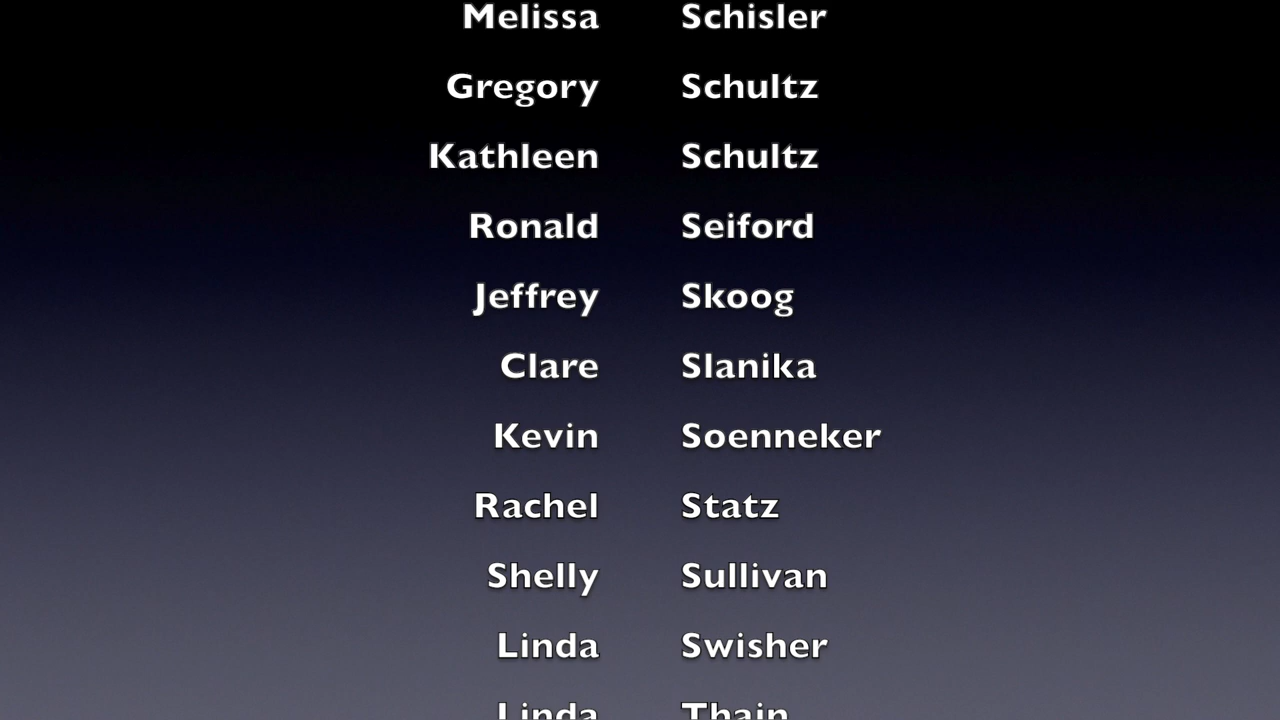 Melissa Schisler
Gregory Schultz
Kathleen Schultz
Ronald Seiford
Jeffrey Skoog
Clare Slanika
Kevin Soenneker
Rachel Statz
Shelly Sullivan
Linda Swisher
Linda Thain